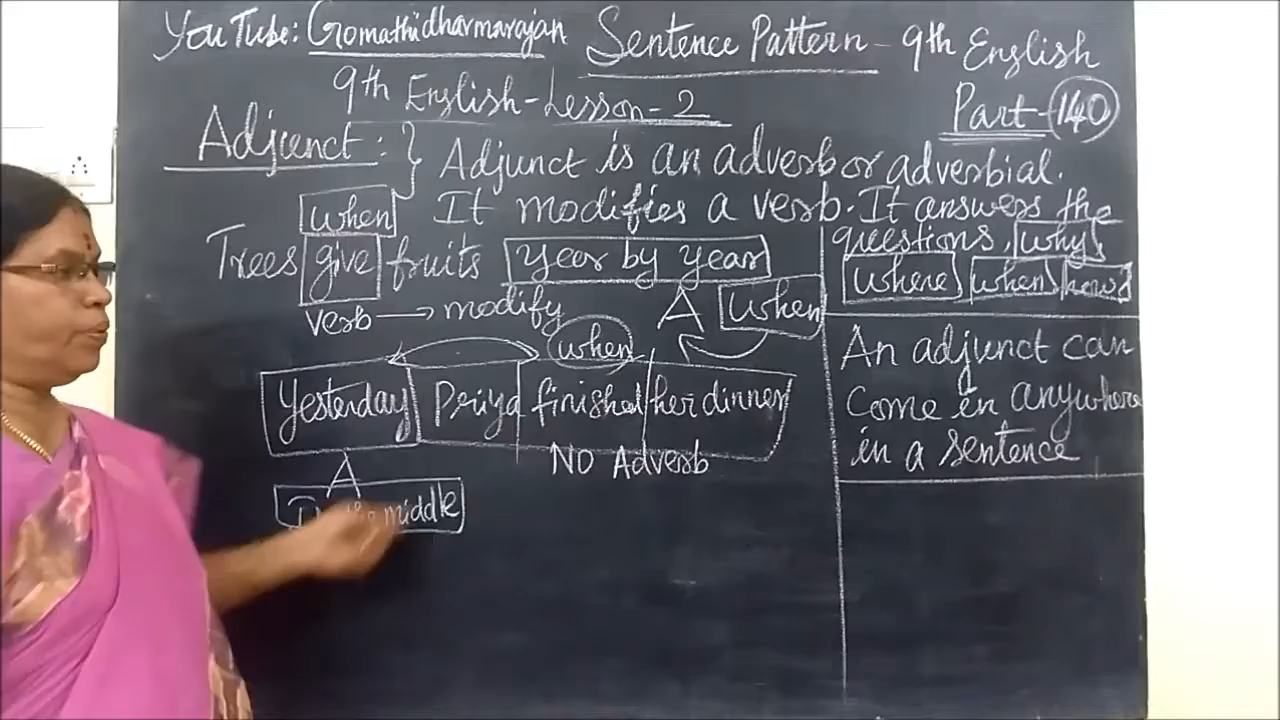 YouTube: Gomathidharmarajan Sentence Pattern - 9th English
9th English-Lesson-2
Part-140
Adjunct: } Adjunct is an adverb or adverbial.
It modifies a verb. It answers the
questions, why,
where, when, how?
when
Trees give fruits year by year
verb → modify
A When
when
Yesterday Priya finished her dinner
A
NO Adverb
middle
An adjunct can
come in anywhere
in a sentence